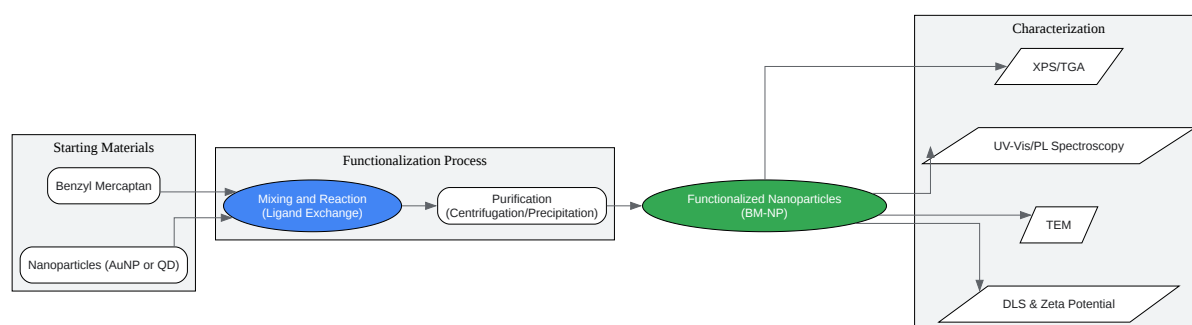 Starting Materials
Benzyl Mercaptan
Nanoparticles (AuNP or QD)
Functionalization Process
Mixing and Reaction
(Ligand Exchange)
Purification
(Centrifugation/Precipitation)
Functionalized Nanoparticles
(BM-NP)
Characterization
XPS/TGA
UV-Vis/PL Spectroscopy
TEM
DLS & Zeta Potential